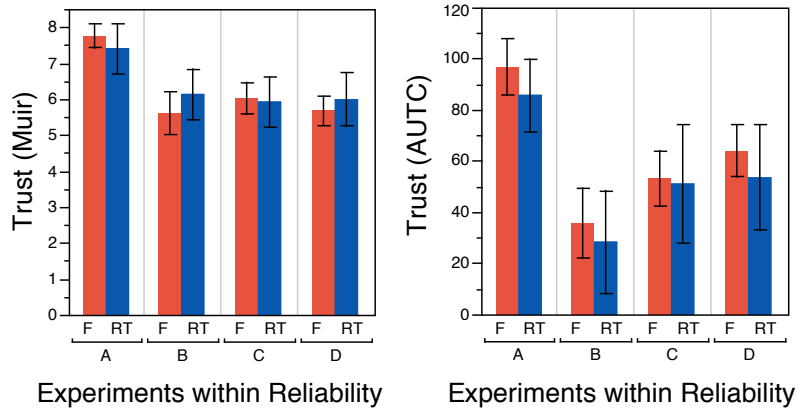 Trust (Muir)
8
7
6
5
4
3
2
1
0
F RT F RT F RT F RT
A B C D
Experiments within Reliability
Trust (AUTC)
120
100
80
60
40
20
0
F RT F RT F RT F RT
A B C D
Experiments within Reliability